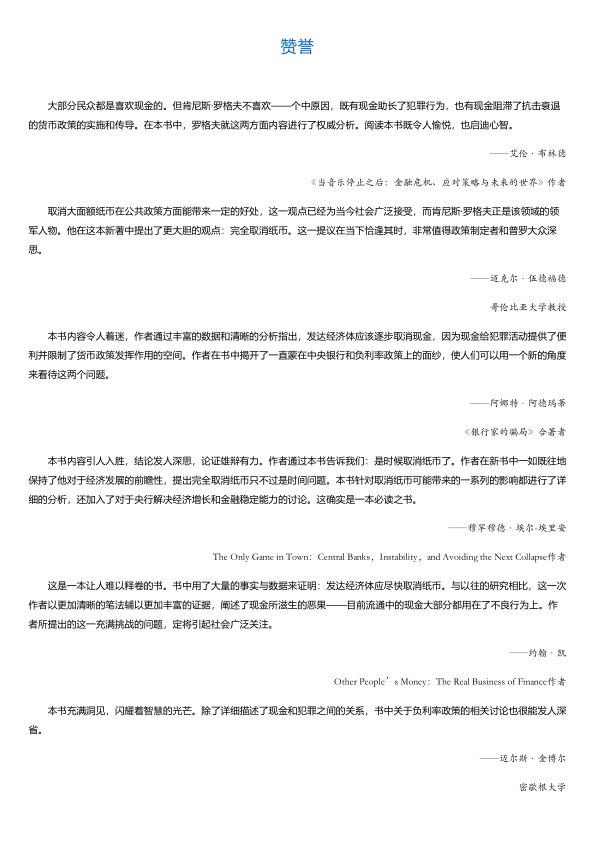 赞誉
大部分民众都是喜欢现金的。但肯尼斯·罗格夫不喜欢——个中原因，既有现金助长了犯罪行为，也有现金阻滞了抗击衰退
的货币政策的实施和传导。在本书中，罗格夫就这两方面内容进行了权威分析。阅读本书既令人愉悦，也启迪心智。
——艾伦·布林德
《当音乐停止之后：金融危机、应对策略与未来的世界》作者
取消大面额纸币在公共政策方面能带来一定的好处，这一观点已经为当今社会广泛接受，而肯尼斯·罗格夫正是该领域的领
军人物。他在这本新著中提出了更大胆的观点：完全取消纸币。这一提议在当下恰逢其时，非常值得政策制定者和普罗大众深
思。
——迈克尔·伍德福德
哥伦比亚大学教授
本书内容令人着迷，作者通过丰富的数据和清晰的分析指出，发达经济体应该逐步取消现金，因为现金给犯罪活动提供了便
利并限制了货币政策发挥作用的空间。作者在书中揭开了一直蒙在中央银行和负利率政策上的面纱，使人们可以用一个新的角度
来看待这两个问题。
——阿娜特·阿德玛蒂
《银行家的骗局》合著者
本书内容引人入胜，结论发人深思，论证雄辩有力。作者通过本书告诉我们：是时候取消纸币了。作者在新书中一如既往地
保持了他对于经济发展的前瞻性，提出完全取消纸币只不过是时间问题。本书针对取消纸币可能带来的一系列的影响都进行了详
细的分析，还加入了对于央行解决经济增长和金融稳定能力的讨论。这确实是一本必读之书。
——穆罕穆德·埃尔-埃里安
The Only Game in Town：Central Banks，Instability，and Avoiding the Next Collapse作者
这是一本让人难以释卷的书。书中用了大量的事实与数据来证明：发达经济体应尽快取消纸币。与以往的研究相比，这一次
作者以更加清晰的笔法辅以更加丰富的证据，阐述了现金所滋生的恶果——目前流通中的现金大部分都用在了不良行为上。作
者所提出的这一充满挑战的问题，定将引起社会广泛关注。
——约翰·凯
Other People’s Money：The Real Business of Finance作者
本书充满洞见，闪耀着智慧的光芒。除了详细描述了现金和犯罪之间的关系，书中关于负利率政策的相关讨论也很能发人深
省。
——迈尔斯·金博尔
密歇根大学